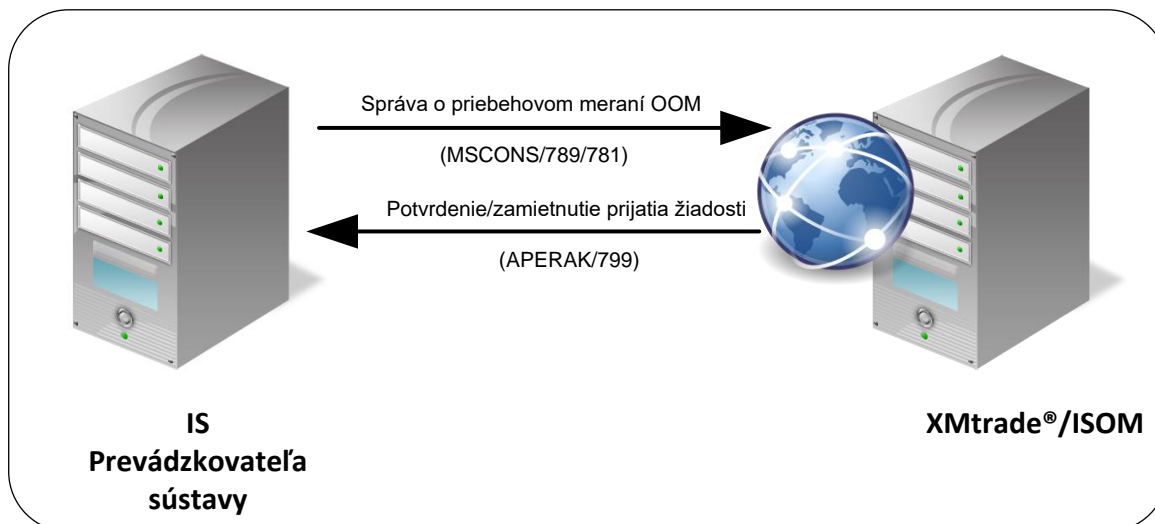 Správa o priebehovom meraní OOM
(MSCONS/789/781)
Potvrdenie/zamietnutie prijatia žiadosti
(APERAK/799)
IS
Prevádzkovateľa
sústavy
XMtrade®/ISOM